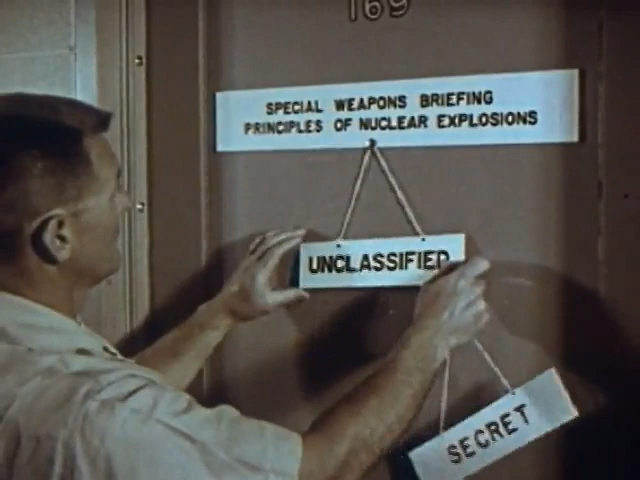 169
SPECIAL WEAPONS BRIEFING
PRINCIPLES OF NUCLEAR EXPLOSIONS
UNCLASSIFIED
SECRET